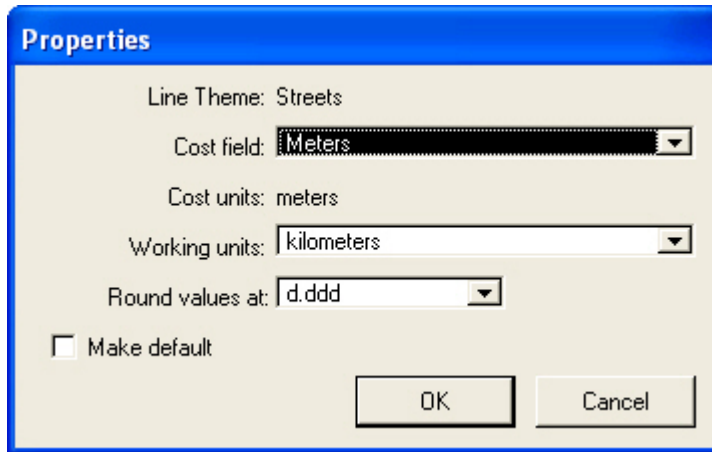 Properties
Line Theme: Streets
Cost field: Meters
Cost units: meters
Working units: kilometers
Round values at: d.ddd
Make default
OK Cancel